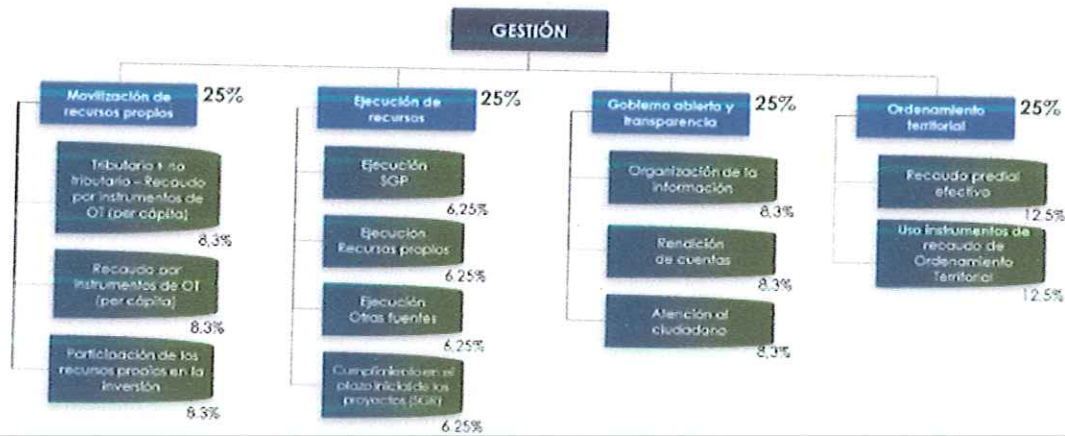 GESTIÓN
Movilización de
recursos propios
25%
Tributario + no
tributario – Recaudo
por instrumentos de
OT (per cápita)
8,3%
Recaudo por
instrumentos de OT
(per cápita)
8,3%
Participación de los
recursos propios en la
inversión
8.3%
Ejecución de
recursos
25%
Ejecución
SGP
6,25%
Ejecución
Recursos propios
6.25%
Ejecución
Otras fuentes
6,25%
Cumplimiento en el
plazo inicial de los
proyectos (SGR)
6.25%
Gobierno abierto y
transparencia
25%
Organización de la
información
8,3%
Rendición
de cuentas
8.3%
Atención al
ciudadano
8,3%
Ordenamiento
territorial
25%
Recaudo predial
efectivo
12.5%
Uso instrumentos de
recaudo de
Ordenamiento
Territorial
12.5%